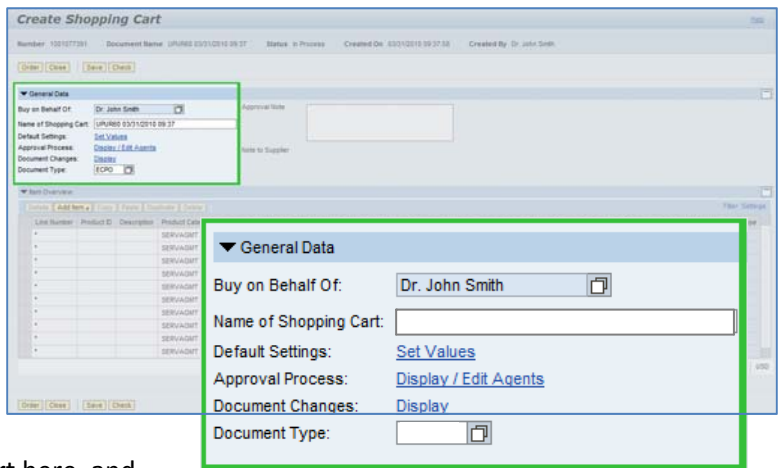 Create Shopping Cart
Help
Number 1001077391 Document Name UPUR60 03/31/2010 09:37 Status In Process Created On 03/31/2010 09:37:38 Created By Dr. John Smith
Order Close Save Check
General Data
Buy on Behalf Of: Dr. John Smith
Name of Shopping Cart: UPUR60 03/31/2010 09:37
Default Settings: Set Values
Approval Process: Display / Edit Agents
Document Changes: Display
Document Type: ECPO
Approval Note
Note to Supplier
Item Overview
Details Add Item Copy Paste Duplicate Delete
Filter Settings
Line Number Product ID Description Product Cate
SERVAGMT
SERVAGMT
SERVAGMT
SERVAGMT
SERVAGMT
SERVAGMT
SERVAGMT
SERVAGMT
SERVAGMT
SERVAGMT
USD
Order Close Save Check
General Data
Buy on Behalf Of: Dr. John Smith
Name of Shopping Cart:
Default Settings: Set Values
Approval Process: Display / Edit Agents
Document Changes: Display
Document Type:
rt here, and